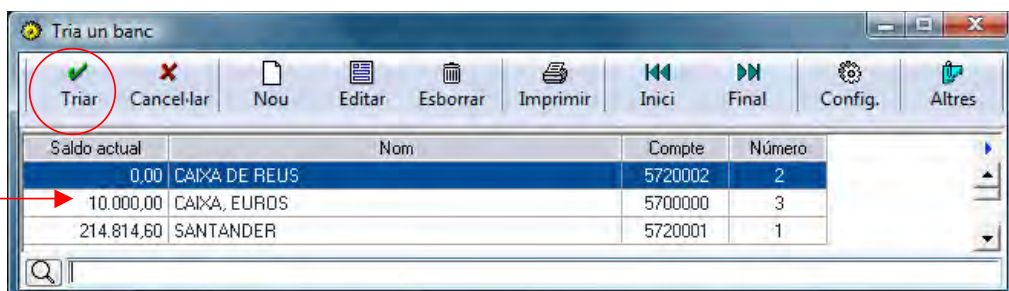 Tria un banc
Triar Cancel·lar Nou Editar Esborrar Imprimir Inici Final Config. Altres
Saldo actual Nom Compte Número
0,00 CAIXA DE REUS 5720002 2
10.000,00 CAIXA, EUROS 5700000 3
214.814,60 SANTANDER 5720001 1